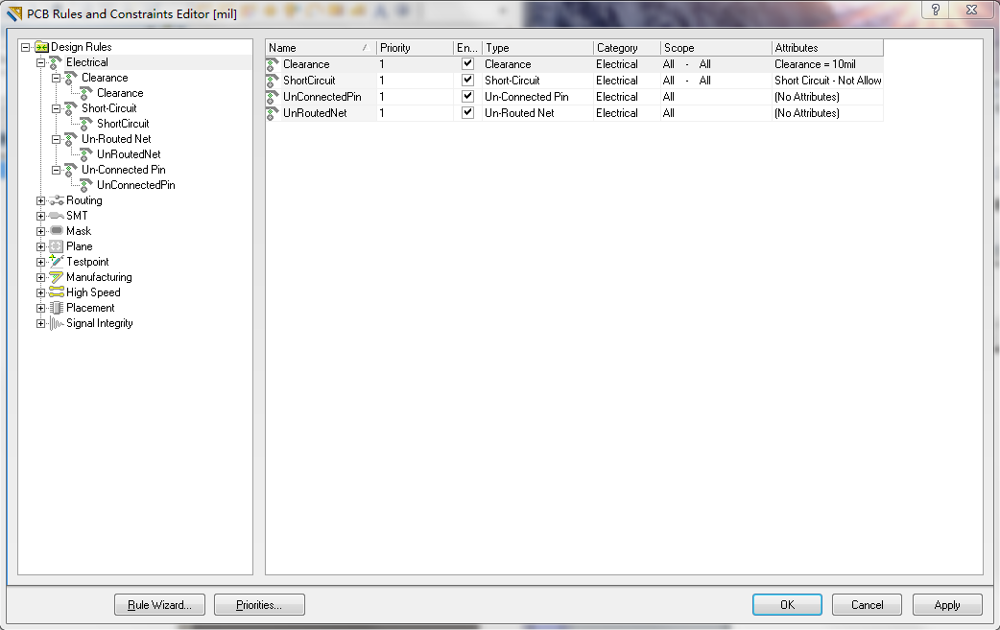 PCB Rules and Constraints Editor [mil]
Design Rules
Electrical
Clearance
Clearance
Short-Circuit
ShortCircuit
Un-Routed Net
UnRoutedNet
Un-Connected Pin
UnConnectedPin
Routing
SMT
Mask
Plane
Testpoint
Manufacturing
High Speed
Placement
Signal Integrity
Name Priority En... Type Category Scope Attributes
Clearance 1 Clearance Electrical All - All Clearance = 10mil
ShortCircuit 1 Short-Circuit Electrical All - All Short Circuit - Not Allow
UnConnectedPin 1 Un-Connected Pin Electrical All (No Attributes)
UnRoutedNet 1 Un-Routed Net Electrical All (No Attributes)
Rule Wizard... Priorities... OK Cancel Apply